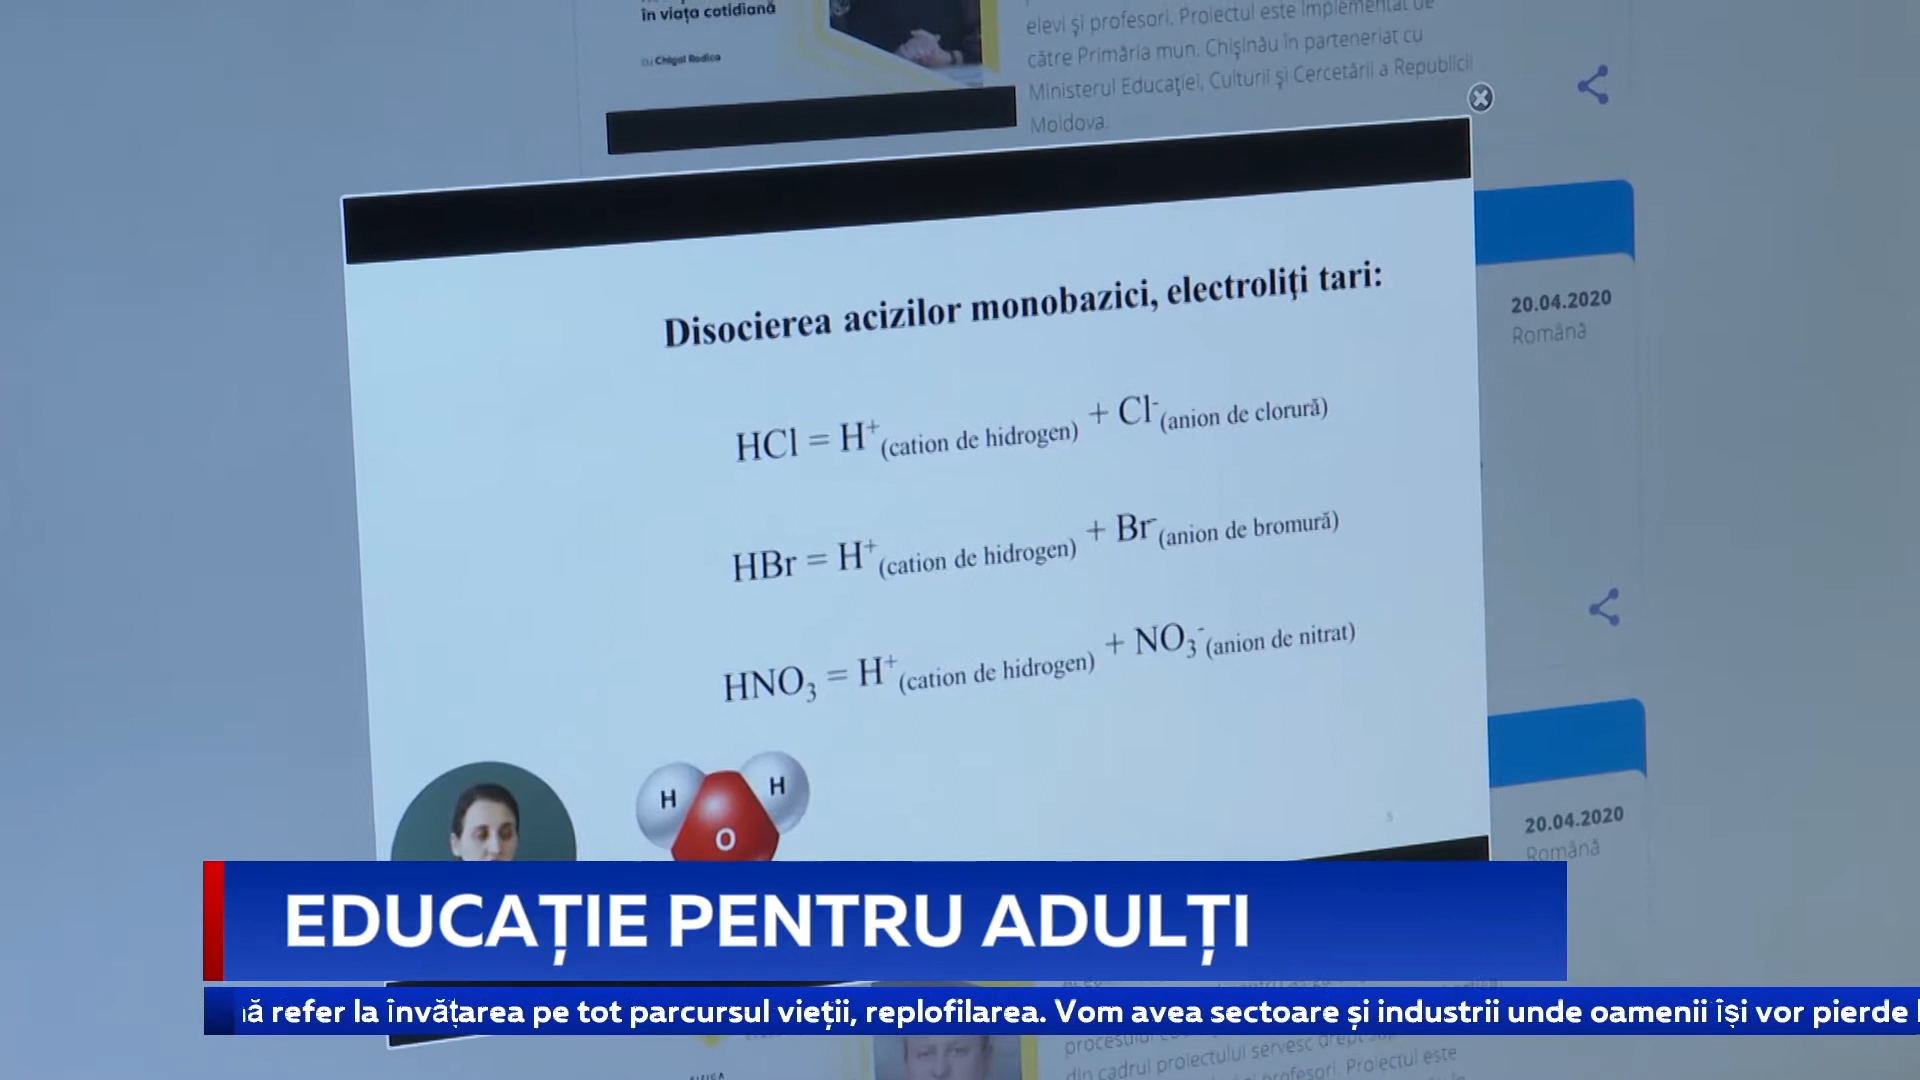 în viața cotidiană
cu Chigai Rodica
elevi și profesori. Proiectul este implementat de
către Primăria mun. Chișinău în parteneriat cu
Ministerul Educației, Culturii și Cercetării a Republicii
Moldova.
Disocierea acizilor monobazici, electroliți tari:
HCl = H⁺(cation de hidrogen) + Cl⁻(anion de clorură)
HBr = H⁺(cation de hidrogen) + Br⁻(anion de bromură)
HNO₃ = H⁺(cation de hidrogen) + NO₃⁻(anion de nitrat)
H H
O
20.04.2020
Română
20.04.2020
Română
EDUCAȚIE PENTRU ADULȚI
refer la învățarea pe tot parcursul vieții, replofilarea. Vom avea sectoare și industrii unde oamenii își vor pierde
din cadrul proiectului servesc drept
profesori. Proiectul este